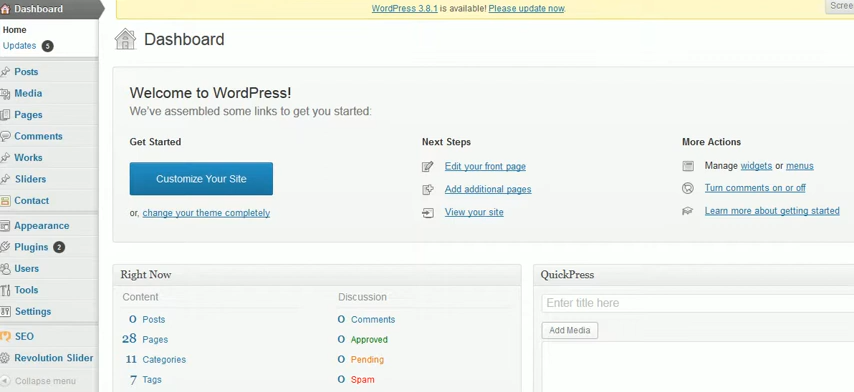 Dashboard
WordPress 3.8.1 is available! Please update now.
Home
Updates 5
Dashboard
Posts
Media
Pages
Comments
Works
Sliders
Contact
Appearance
Plugins 2
Users
Tools
Settings
SEO
Revolution Slider
Collapse menu
Welcome to WordPress!
We've assembled some links to get you started:
Get Started
Customize Your Site
or, change your theme completely
Next Steps
Edit your front page
Add additional pages
View your site
More Actions
Manage widgets or menus
Turn comments on or off
Learn more about getting started
Right Now
Content
0 Posts
28 Pages
11 Categories
7 Tags
Discussion
0 Comments
0 Approved
0 Pending
0 Spam
QuickPress
Enter title here
Add Media